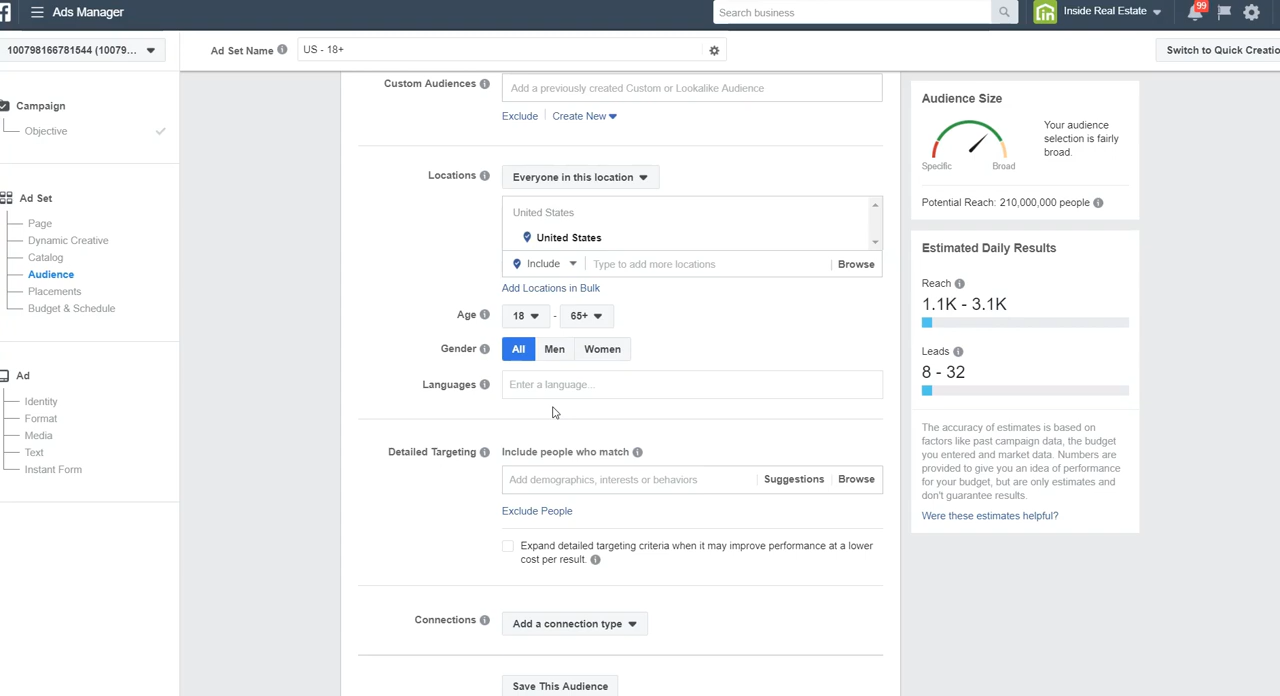 Ads Manager
Search business
in
Inside Real Estate
99
100798166781544 (10079...
Ad Set Name
US - 18+
Switch to Quick Creatio
Campaign
Objective
Ad Set
Page
Dynamic Creative
Catalog
Audience
Placements
Budget & Schedule
Ad
Identity
Format
Media
Text
Instant Form
Custom Audiences
Add a previously created Custom or Lookalike Audience
Exclude
Create New
Locations
Everyone in this location
United States
United States
Include
Type to add more locations
Browse
Add Locations in Bulk
Age
18
-
65+
Gender
All
Men
Women
Languages
Enter a language...
Detailed Targeting
Include people who match
Add demographics, interests or behaviors
Suggestions
Browse
Exclude People
Expand detailed targeting criteria when it may improve performance at a lower
cost per result.
Connections
Add a connection type
Save This Audience
Audience Size
Your audience
selection is fairly
broad.
Specific
Broad
Potential Reach: 210,000,000 people
Estimated Daily Results
Reach
1.1K - 3.1K
Leads
8 - 32
The accuracy of estimates is based on
factors like past campaign data, the budget
you entered and market data. Numbers are
provided to give you an idea of performance
for your budget, but are only estimates and
don't guarantee results.
Were these estimates helpful?